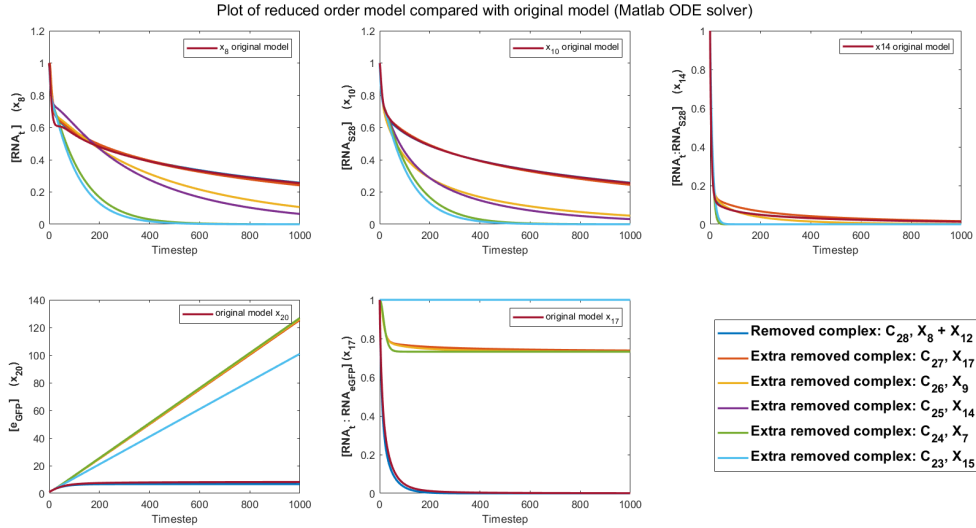 Plot of reduced order model compared with original model (Matlab ODE solver)
x8 original model
[RNAt] (x8)
1.2
1
0.8
0.6
0.4
0.2
0
0 200 400 600 800 1000
Timestep
x10 original model
[RNAS28] (x10)
1.2
1
0.8
0.6
0.4
0.2
0
0 200 400 600 800 1000
Timestep
x14 original model
[RNAt:RNAS28] (x14)
1
0.8
0.6
0.4
0.2
0
0 200 400 600 800 1000
Timestep
original model x20
[eGFP] (x20)
140
120
100
80
60
40
20
0
0 200 400 600 800 1000
Timestep
original model x17
[RNAt : RNAeGFP] (x17)
1
0.8
0.6
0.4
0.2
0
0 200 400 600 800 1000
Timestep
Removed complex: C28, X8 + X12
Extra removed complex: C27, X17
Extra removed complex: C26, X9
Extra removed complex: C25, X14
Extra removed complex: C24, X7
Extra removed complex: C23, X15